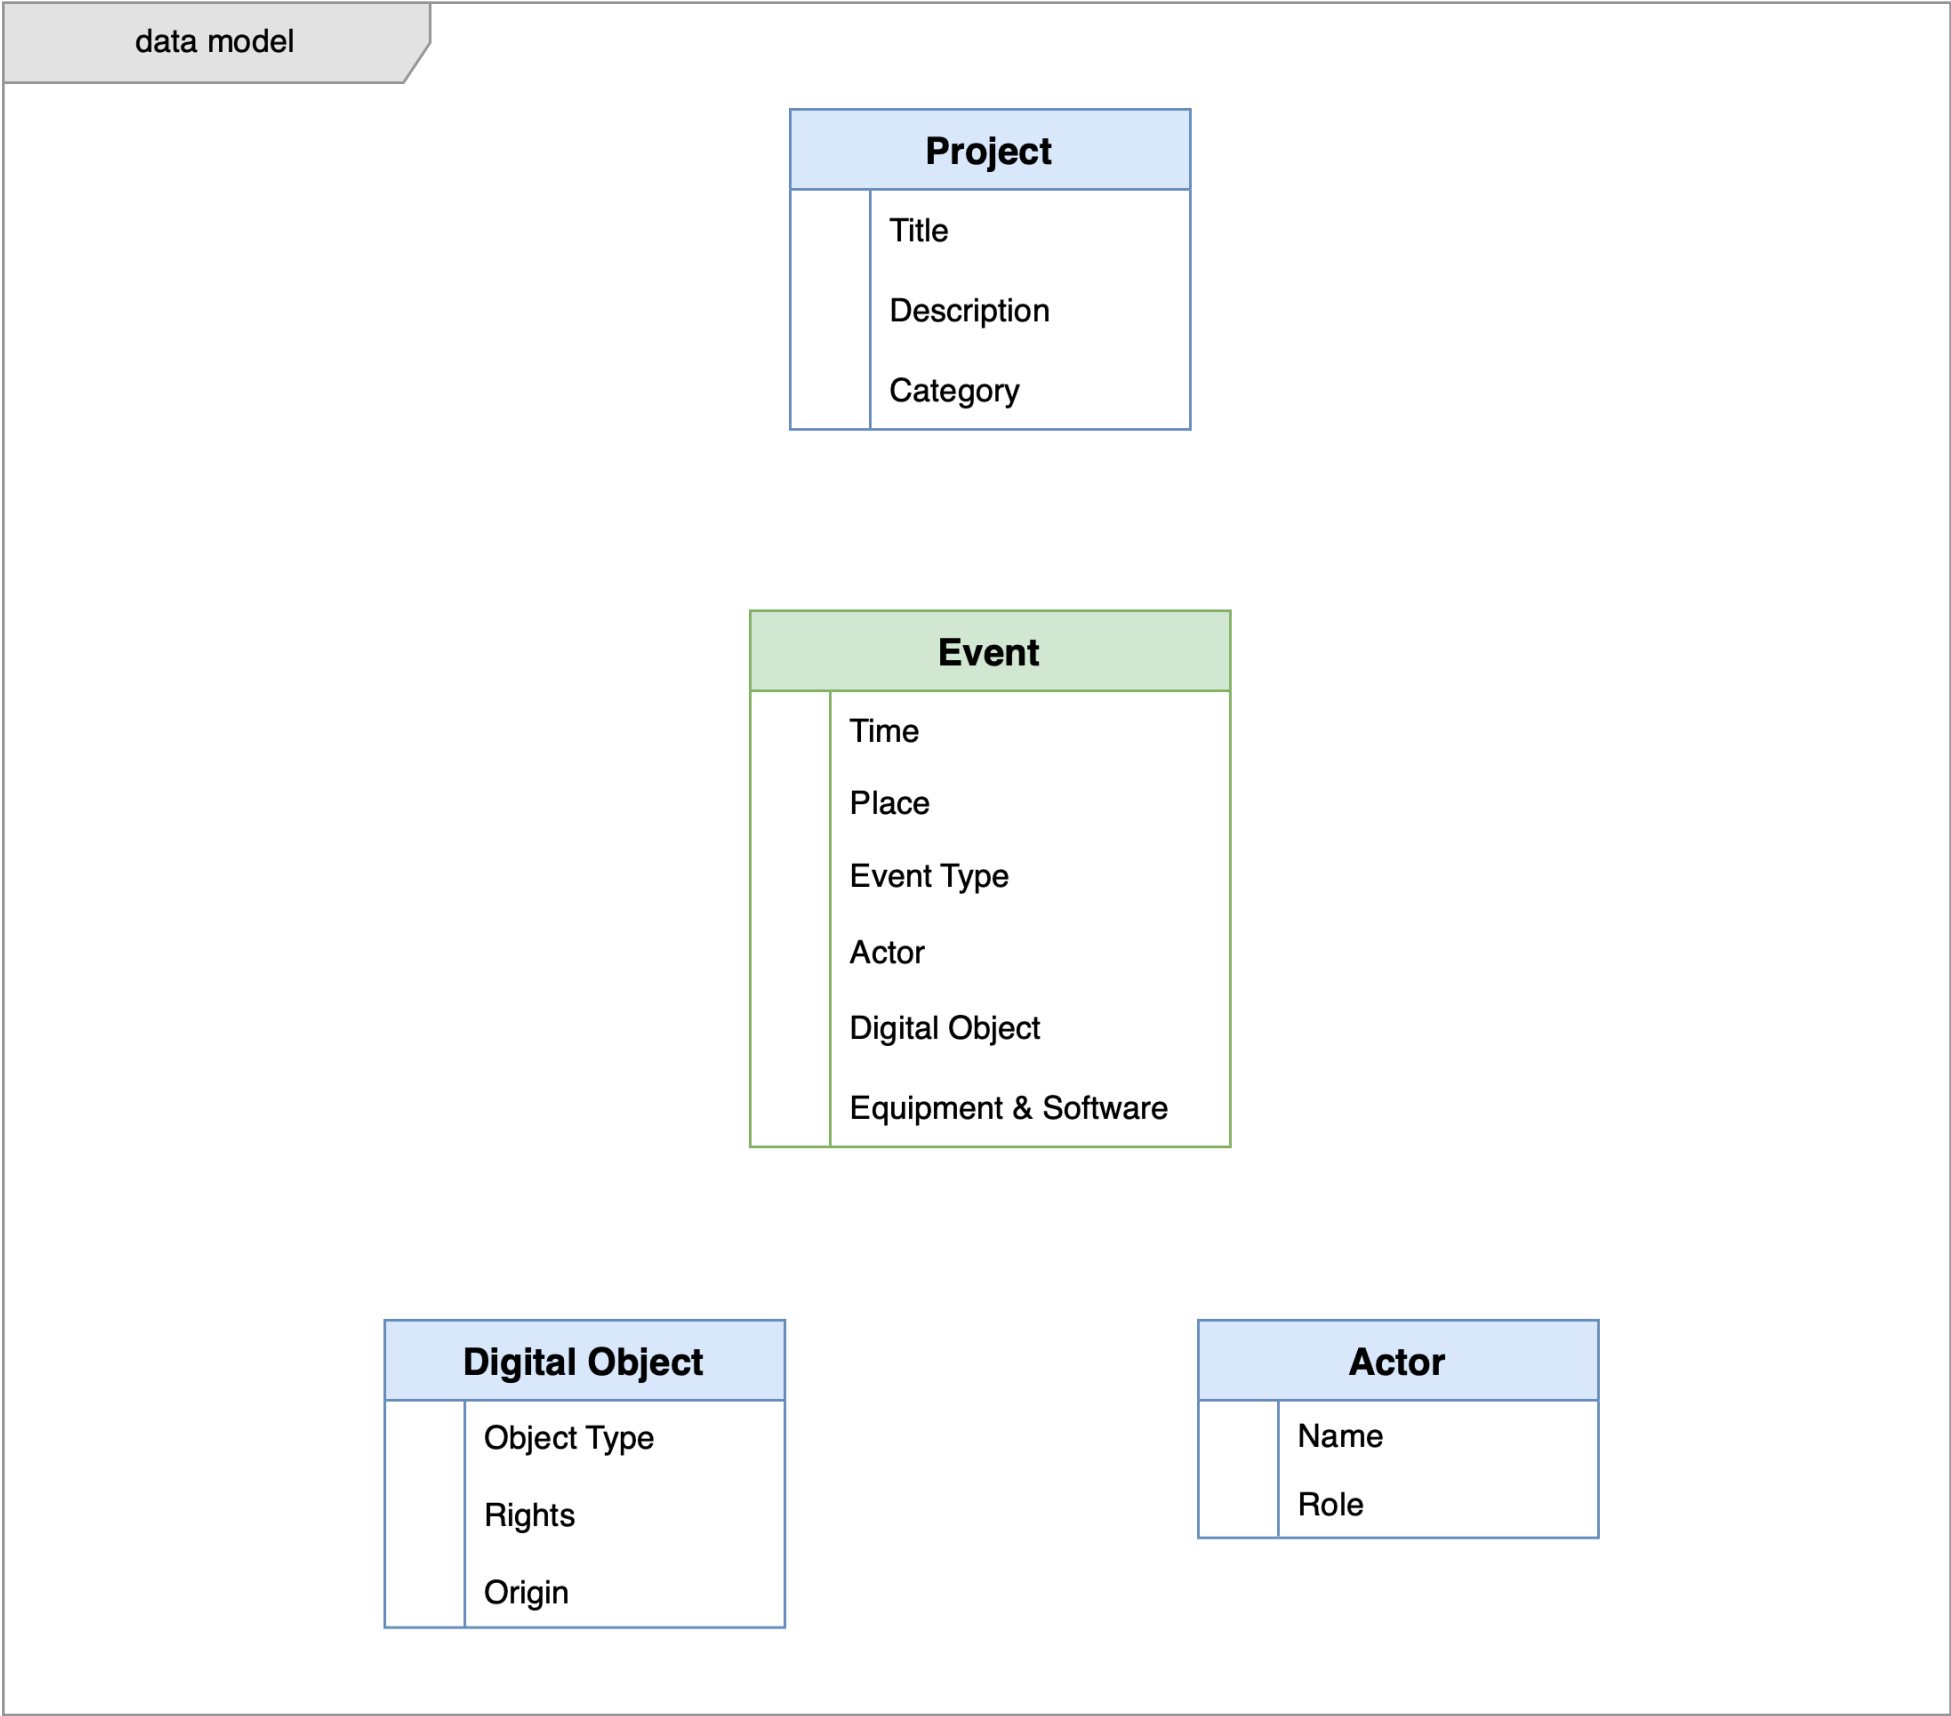 data model
Project
Title
Description
Category
Event
Time
Place
Event Type
Actor
Digital Object
Equipment & Software
Digital Object
Object Type
Rights
Origin
Actor
Name
Role